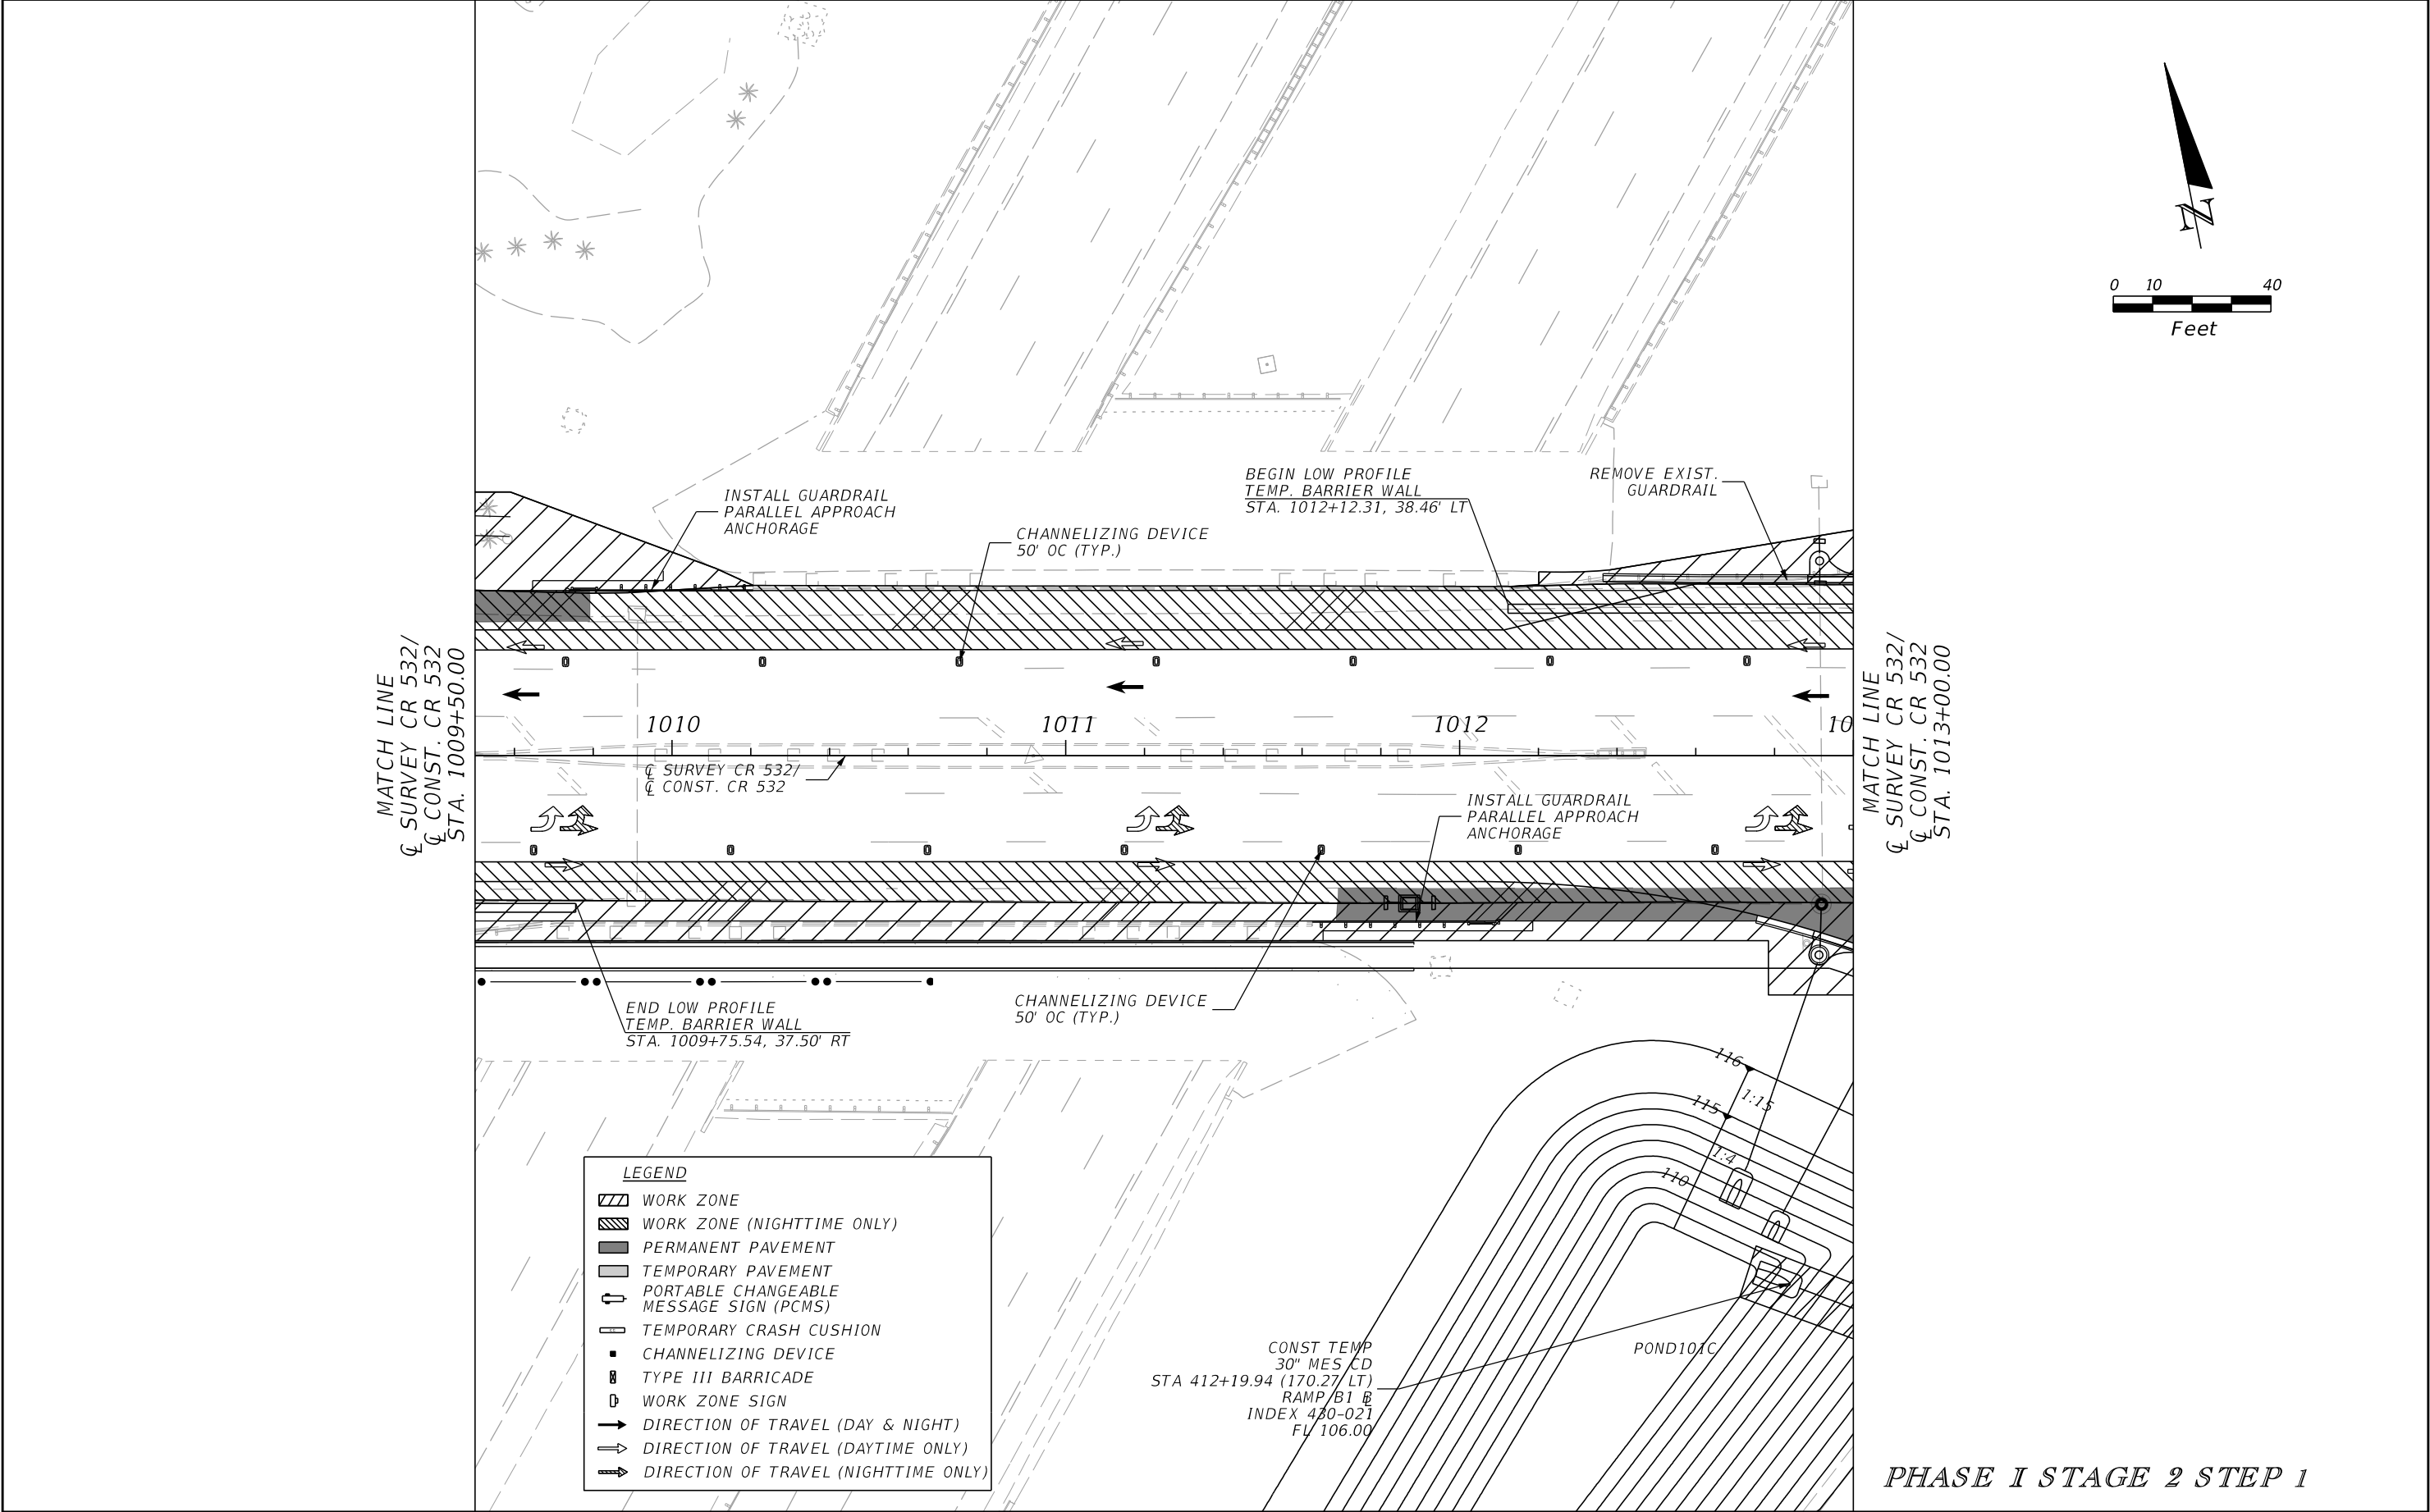 0 10 40
Feet
N
BEGIN LOW PROFILE
TEMP. BARRIER WALL
STA. 1012+12.31, 38.46' LT
REMOVE EXIST.
GUARDRAIL
INSTALL GUARDRAIL
PARALLEL APPROACH
ANCHORAGE
CHANNELIZING DEVICE
50' OC (TYP.)
MATCH LINE
℄ SURVEY CR 532/
℄ CONST. CR 532
STA. 1009+50.00
1010 1011 1012 10
℄ SURVEY CR 532/
℄ CONST. CR 532
MATCH LINE
℄ SURVEY CR 532/
℄ CONST. CR 532
STA. 1013+00.00
INSTALL GUARDRAIL
PARALLEL APPROACH
ANCHORAGE
END LOW PROFILE
TEMP. BARRIER WALL
STA. 1009+75.54, 37.50' RT
CHANNELIZING DEVICE
50' OC (TYP.)
116
1:15
115
1:4
110
LEGEND
WORK ZONE
WORK ZONE (NIGHTTIME ONLY)
PERMANENT PAVEMENT
TEMPORARY PAVEMENT
PORTABLE CHANGEABLE
MESSAGE SIGN (PCMS)
TEMPORARY CRASH CUSHION
CHANNELIZING DEVICE
TYPE III BARRICADE
WORK ZONE SIGN
DIRECTION OF TRAVEL (DAY & NIGHT)
DIRECTION OF TRAVEL (DAYTIME ONLY)
DIRECTION OF TRAVEL (NIGHTTIME ONLY)
CONST TEMP
30" MES CD
STA 412+19.94 (170.27 LT)
RAMP B1 ⅊
INDEX 430-021
FL 106.00
POND101C
PHASE I STAGE 2 STEP 1